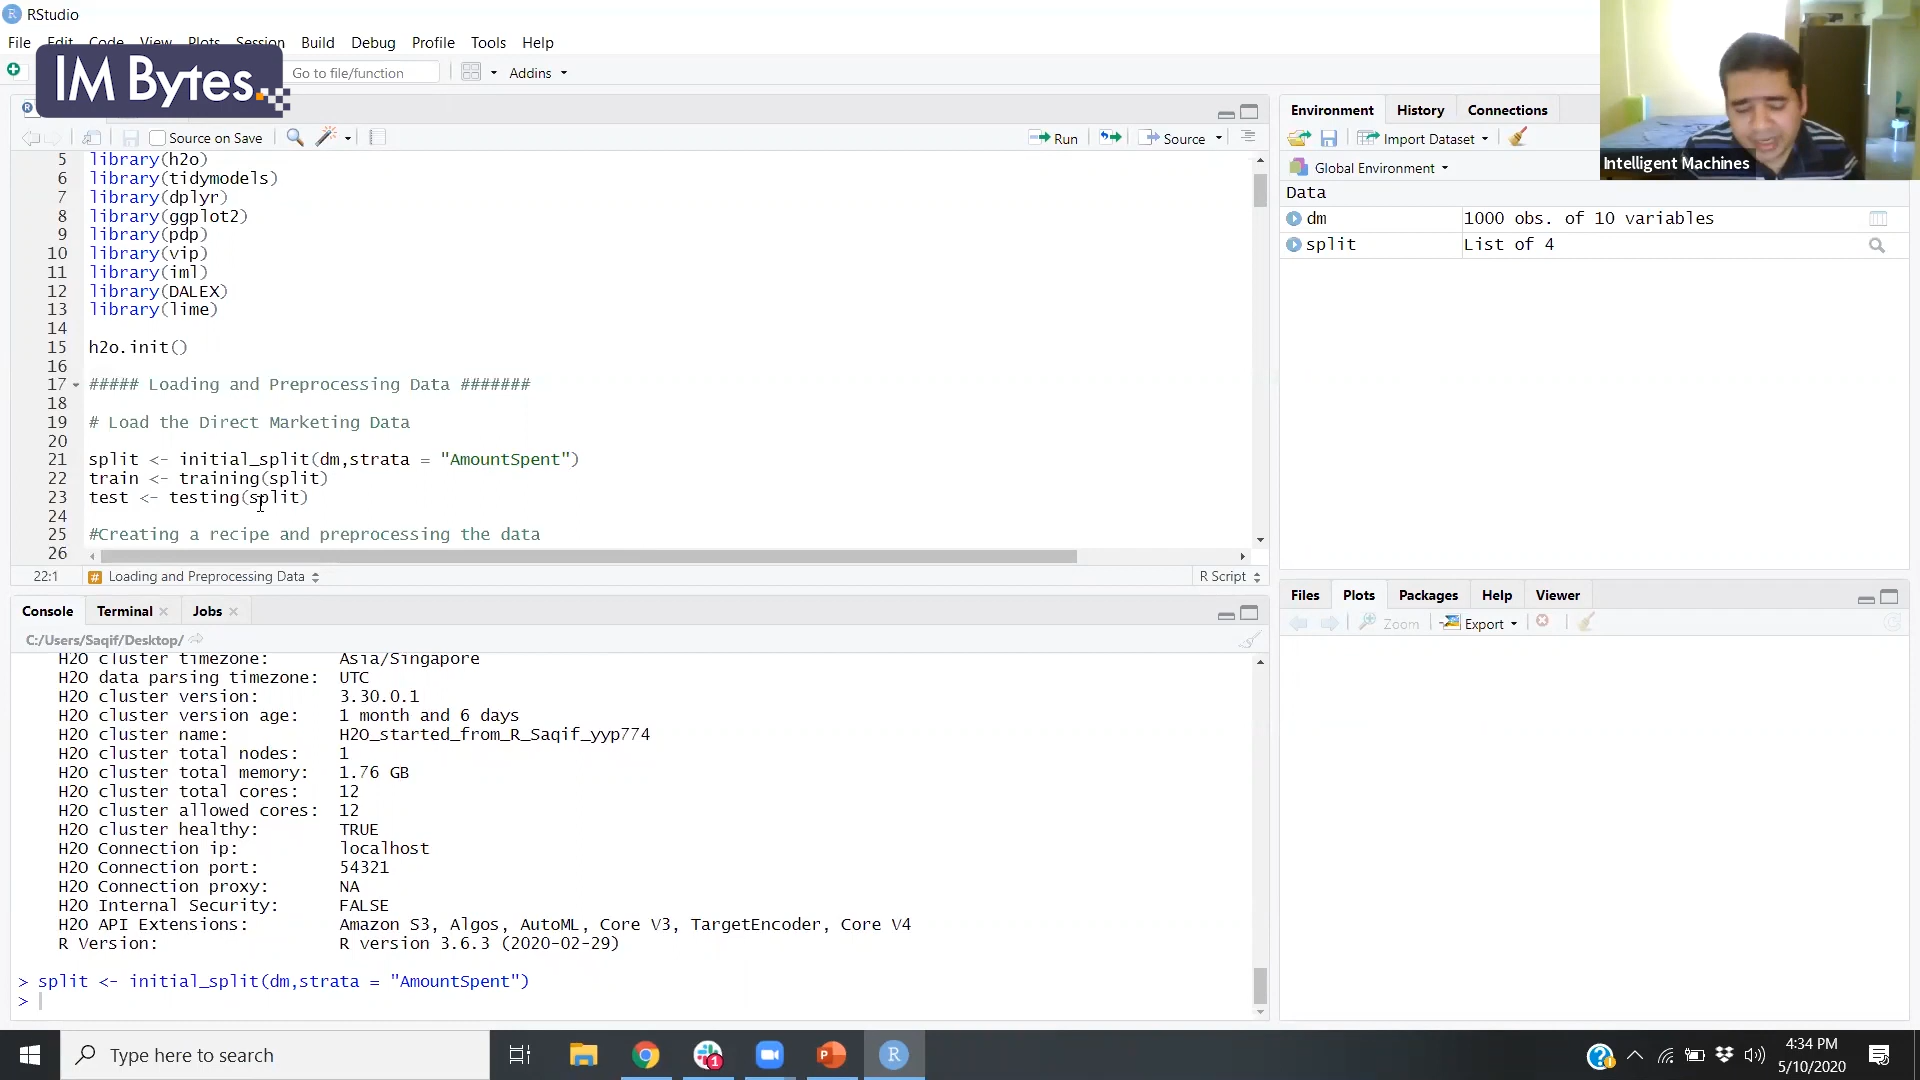 RStudio
File Edit Code View Plots Session Build Debug Profile Tools Help
IM Bytes.
Go to file/function
Addins
Source on Save
Run
Source
5 library(h2o)
6 library(tidymodels)
7 library(dplyr)
8 library(ggplot2)
9 library(pdp)
10 library(vip)
11 library(iml)
12 library(DALEX)
13 library(lime)
14
15 h2o.init()
16
17 ##### Loading and Preprocessing Data #######
18
19 # Load the Direct Marketing Data
20
21 split <- initial_split(dm,strata = "AmountSpent")
22 train <- training(split)
23 test <- testing(split)
24
25 #Creating a recipe and preprocessing the data
26
22:1 # Loading and Preprocessing Data R Script
Console Terminal Jobs
C:/Users/Saqif/Desktop/
H2O cluster timezone: Asia/Singapore
H2O data parsing timezone: UTC
H2O cluster version: 3.30.0.1
H2O cluster version age: 1 month and 6 days
H2O cluster name: H2O_started_from_R_Saqif_yyp774
H2O cluster total nodes: 1
H2O cluster total memory: 1.76 GB
H2O cluster total cores: 12
H2O cluster allowed cores: 12
H2O cluster healthy: TRUE
H2O Connection ip: localhost
H2O Connection port: 54321
H2O Connection proxy: NA
H2O Internal Security: FALSE
H2O API Extensions: Amazon S3, Algos, AutoML, Core V3, TargetEncoder, Core V4
R Version: R version 3.6.3 (2020-02-29)
> split <- initial_split(dm,strata = "AmountSpent")
>
Environment History Connections
Import Dataset
Global Environment
Data
dm 1000 obs. of 10 variables
split List of 4
Intelligent Machines
Files Plots Packages Help Viewer
Zoom Export
Type here to search
4:34 PM
5/10/2020